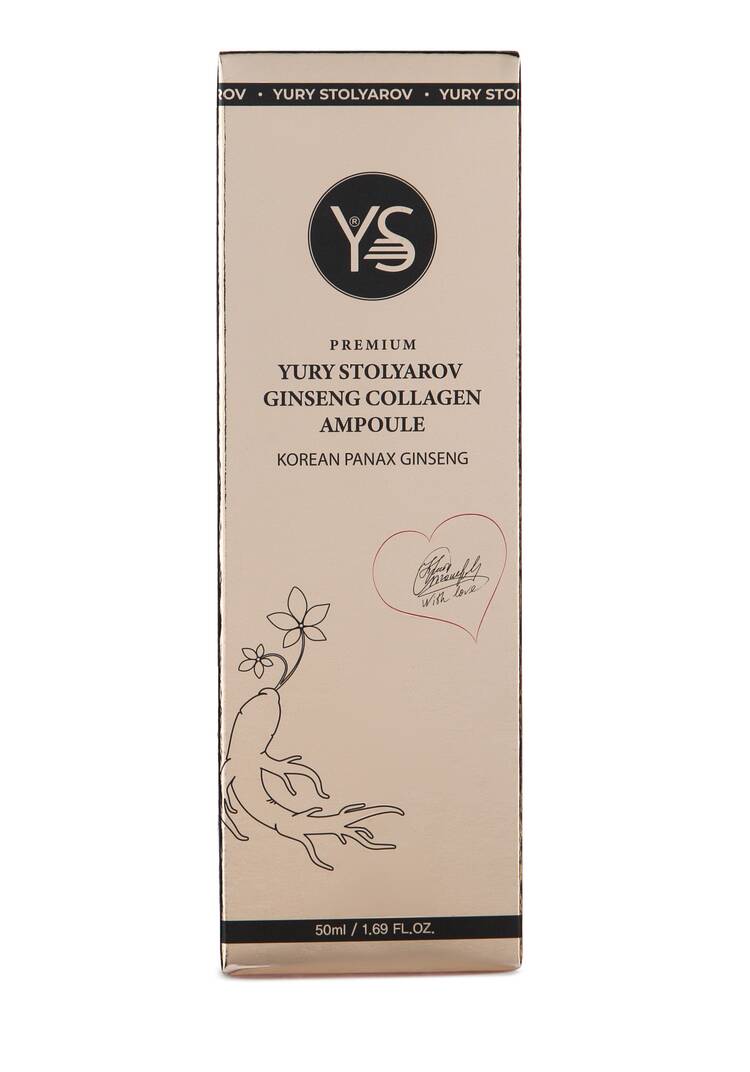 ROV • YURY STOLYAROV • YURY STO
YS®
PREMIUM
YURY STOLYAROV
GINSENG COLLAGEN
AMPOULE
KOREAN PANAX GINSENG
With love
50ml / 1.69 FL.OZ.